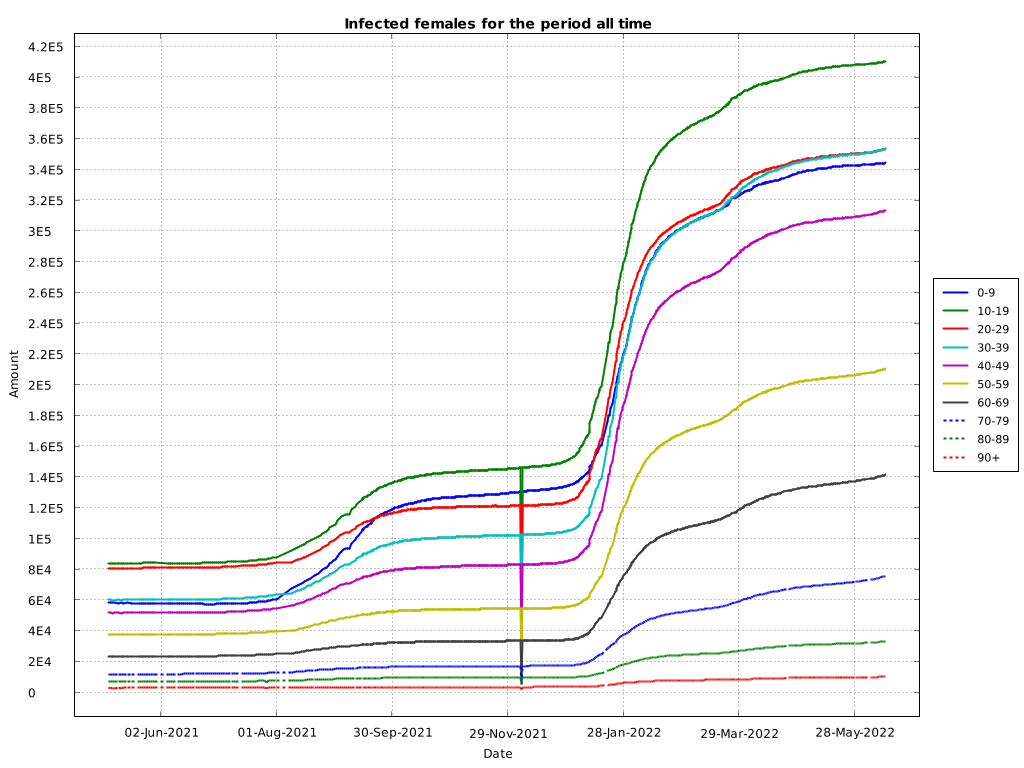 Infected females for the period all time
4.2E5
4E5
3.8E5
3.6E5
3.4E5
3.2E5
3E5
2.8E5
2.6E5
2.4E5
2.2E5
2E5
1.8E5
1.6E5
1.4E5
1.2E5
1E5
8E4
6E4
4E4
2E4
0
Amount
02-Jun-2021 01-Aug-2021 30-Sep-2021 29-Nov-2021 28-Jan-2022 29-Mar-2022 28-May-2022
Date
0-9
10-19
20-29
30-39
40-49
50-59
60-69
70-79
80-89
90+